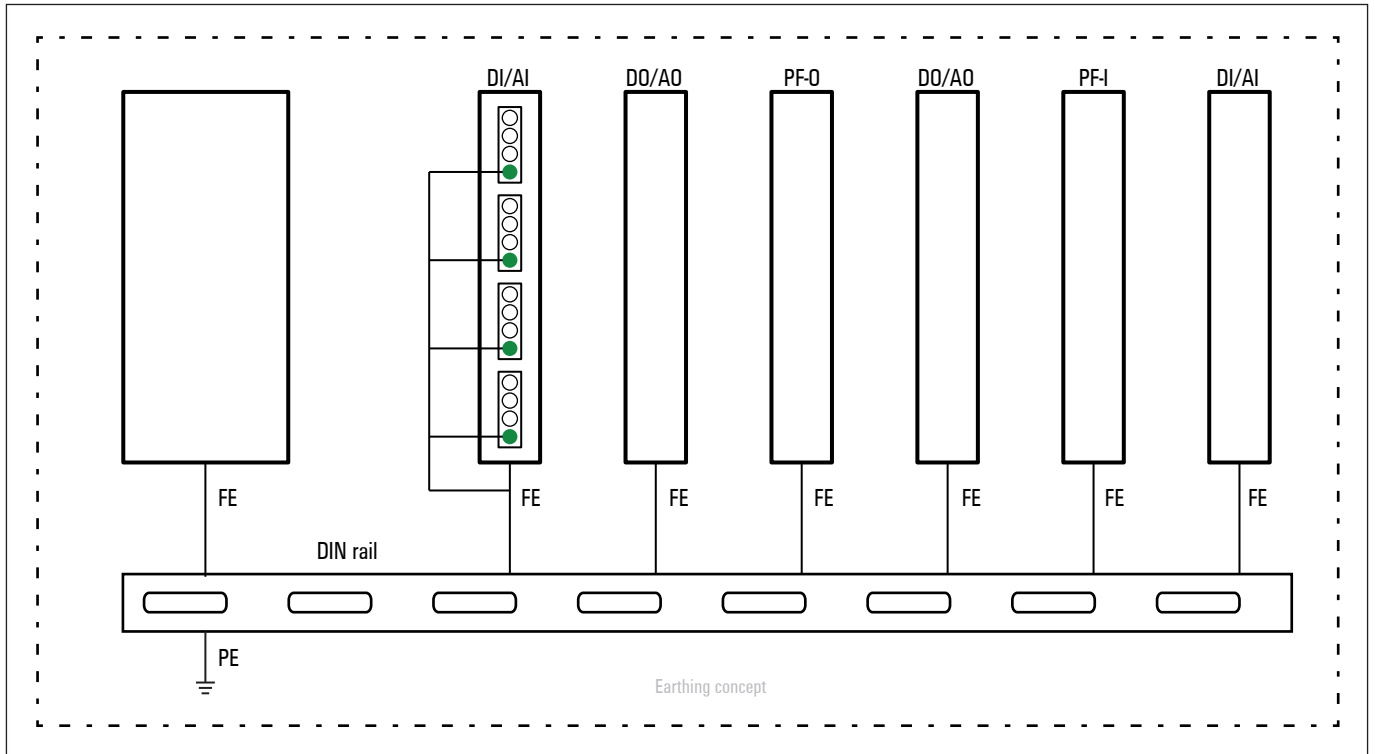 DI/AI
DO/AO
PF-O
DO/AO
PF-I
DI/AI
FE
FE
FE
FE
FE
FE
FE
DIN rail
PE
Earthing concept